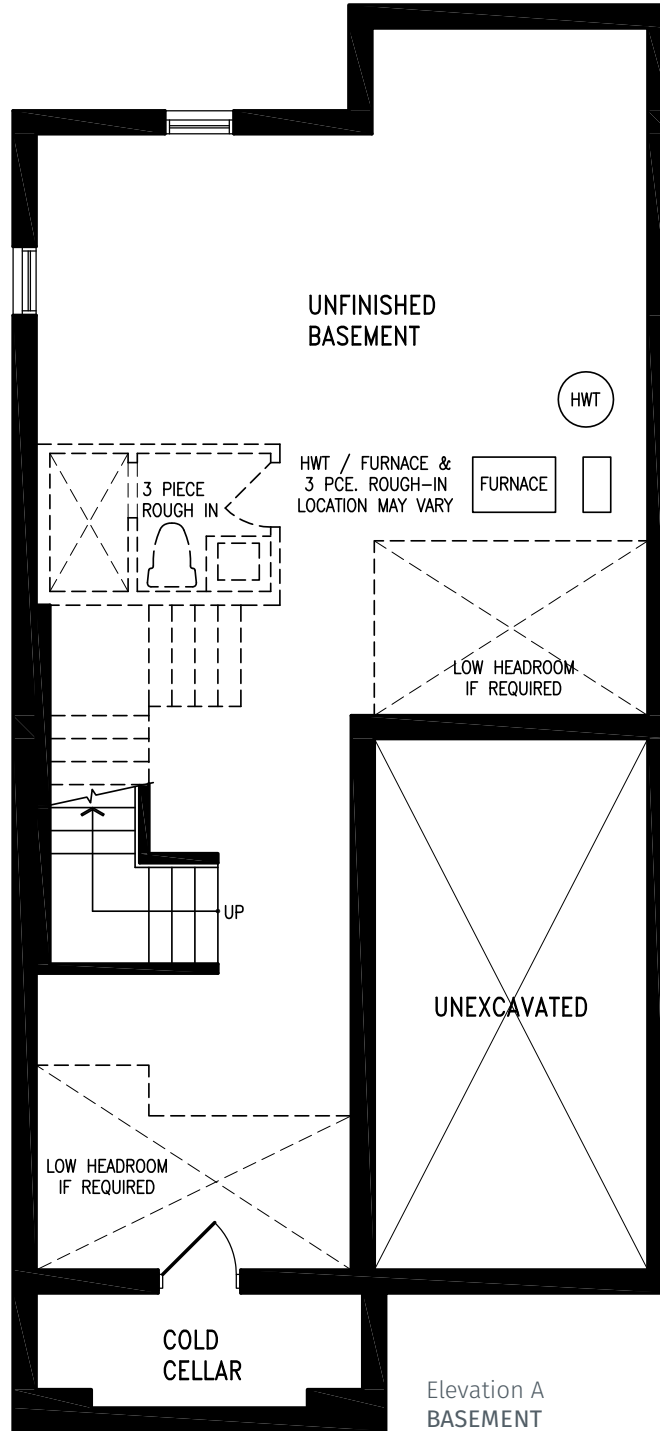 UNFINISHED
BASEMENT
HWT
3 PIECE
ROUGH IN
HWT / FURNACE &
3 PCE. ROUGH-IN
LOCATION MAY VARY
FURNACE
LOW HEADROOM
IF REQUIRED
UP
UNEXCAVATED
LOW HEADROOM
IF REQUIRED
COLD
CELLAR
Elevation A
BASEMENT